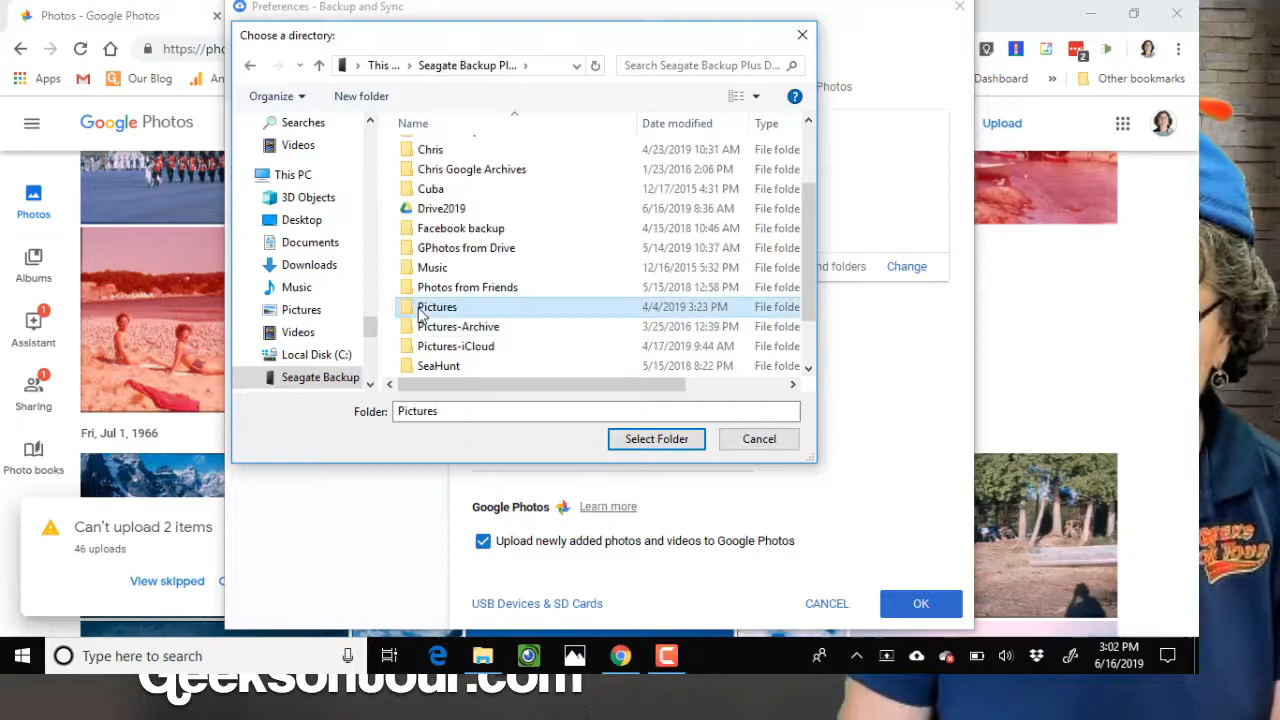 Photos - Google Photos
Preferences - Backup and Sync
https://pho
Apps
Our Blog
An
Dashboard
Other bookmarks
Google Photos
Photos
Upload
Photos
Albums
1
Assistant
1
Sharing
Photo books
Fri, Jul 1, 1966
Can't upload 2 items
46 uploads
View skipped
Choose a directory:
This ...
Seagate Backup Pl...
Search Seagate Backup Plus D...
Organize
New folder
Searches
Videos
This PC
3D Objects
Desktop
Documents
Downloads
Music
Pictures
Videos
Local Disk (C:)
Seagate Backup
Name Date modified Type
Chris 4/23/2019 10:31 AM File folde
Chris Google Archives 1/23/2016 2:06 PM File folde
Cuba 12/17/2015 4:31 PM File folde
Drive2019 6/16/2019 8:36 AM File folde
Facebook backup 4/15/2018 10:46 AM File folde
GPhotos from Drive 5/14/2019 10:37 AM File folde
Music 12/16/2015 5:32 PM File folde
Photos from Friends 5/15/2018 12:58 PM File folde
Pictures 4/4/2019 3:23 PM File folde
Pictures-Archive 3/25/2016 12:39 PM File folde
Pictures-iCloud 4/17/2019 9:44 AM File folde
SeaHunt 5/15/2018 8:22 PM File folde
Folder: Pictures
Select Folder
Cancel
nd folders
Change
2
Google Photos
Learn more
Upload newly added photos and videos to Google Photos
USB Devices & SD Cards
CANCEL
OK
Type here to search
3:02 PM
6/16/2019
Geeksontour.com
GEEKS
ON TOUR